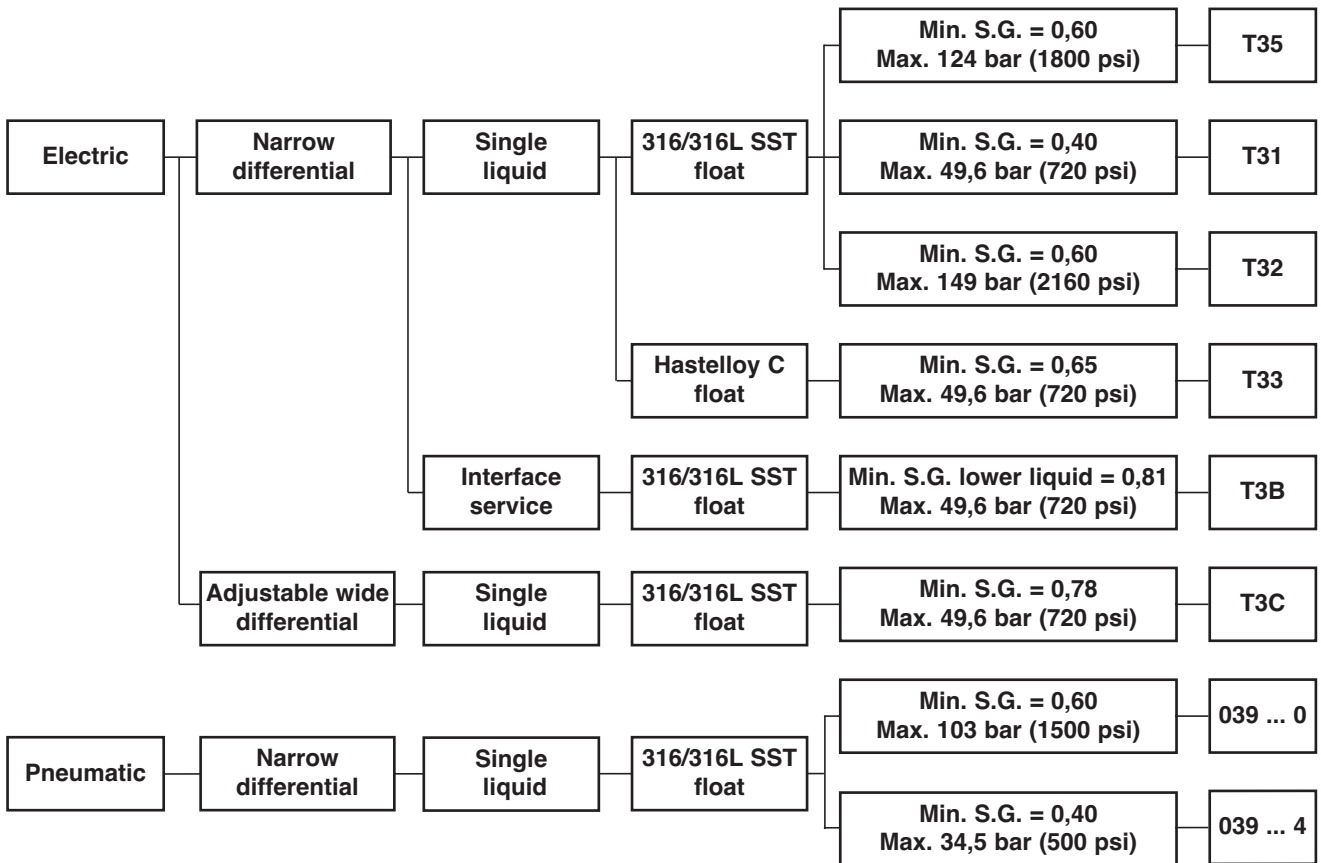 Min. S.G. = 0,60
Max. 124 bar (1800 psi)
T35
Electric
Narrow
differential
Single
liquid
316/316L SST
float
Min. S.G. = 0,40
Max. 49,6 bar (720 psi)
T31
Min. S.G. = 0,60
Max. 149 bar (2160 psi)
T32
Hastelloy C
float
Min. S.G. = 0,65
Max. 49,6 bar (720 psi)
T33
Interface
service
316/316L SST
float
Min. S.G. lower liquid = 0,81
Max. 49,6 bar (720 psi)
T3B
Adjustable wide
differential
Single
liquid
316/316L SST
float
Min. S.G. = 0,78
Max. 49,6 bar (720 psi)
T3C
Min. S.G. = 0,60
Max. 103 bar (1500 psi)
039 ... 0
Pneumatic
Narrow
differential
Single
liquid
316/316L SST
float
Min. S.G. = 0,40
Max. 34,5 bar (500 psi)
039 ... 4